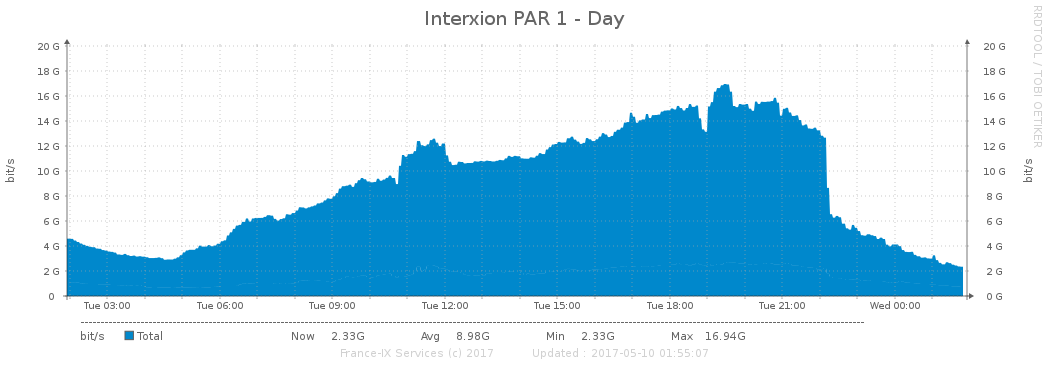 Interxion PAR 1 - Day
RRDTOOL / TOBI OETIKER
20 G 20 G
18 G 18 G
16 G 16 G
14 G 14 G
12 G 12 G
10 G 10 G
8 G 8 G
6 G 6 G
4 G 4 G
2 G 2 G
0 0 G
bit/s
bit/s
Tue 03:00 Tue 06:00 Tue 09:00 Tue 12:00 Tue 15:00 Tue 18:00 Tue 21:00 Wed 00:00
bit/s Total Now 2.33G Avg 8.98G Min 2.33G Max 16.94G
France-IX Services (c) 2017 Updated : 2017-05-10 01:55:07